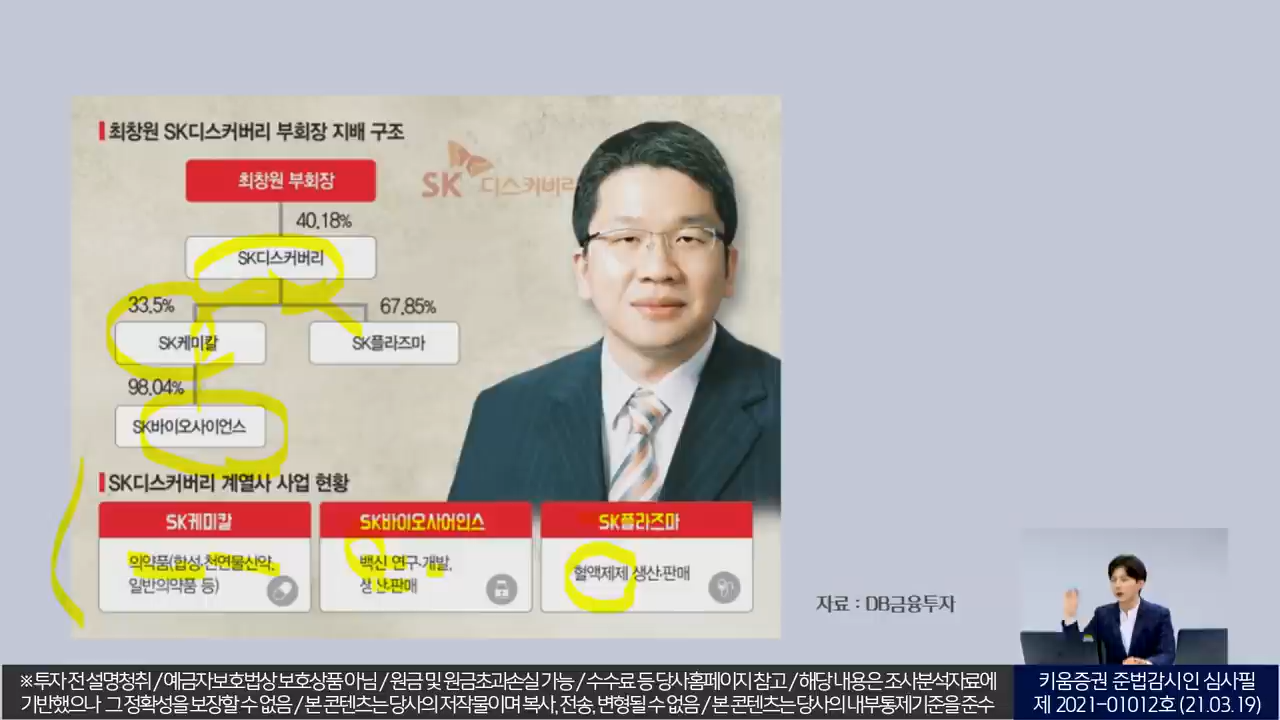 최창원 SK디스커버리 부회장 지배 구조
SK 디스커버리
최창원 부회장
40.18%
SK디스커버리
33.5%
67.85%
SK케미칼
SK플라즈마
98.04%
SK바이오사이언스
SK디스커버리 계열사 사업 현황
SK케미칼
SK바이오사이언스
SK플라즈마
의약품(합성·천연물신약,
일반의약품 등)
백신 연구·개발,
생산·판매
혈액제제 생산·판매
자료 : DB금융투자
※ 투자 전 설명청취 / 예금자보호법상 보호상품 아님 / 원금 및 원금초과손실 가능 / 수수료 등 당사홈페이지 참고 / 해당 내용은 조사분석자료에
기반했으나 그 정확성을 보장할 수 없음 / 본 콘텐츠는 당사의 저작물이며 복사, 전송, 변형될 수 없음 / 본 콘텐츠는 당사의 내부통제기준을 준수
키움증권 준법감시인 심사필
제 2021-01012호 (21.03.19)